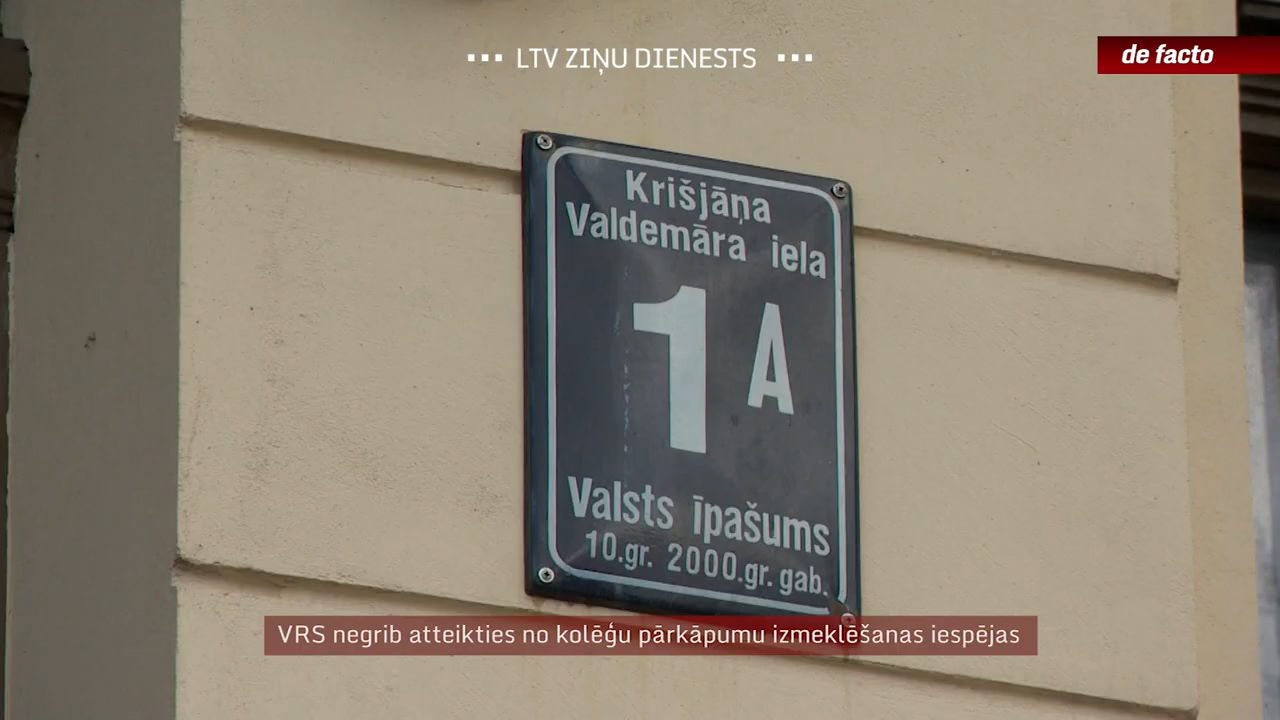 ••• LTV ZIŅU DIENESTS •••
de facto
Krišjāņa
Valdemāra iela
1 A
Valsts īpašums
10.gr. 2000.gr. gab.
VRS negrib atteikties no kolēģu pārkāpumu izmeklēšanas iespējas